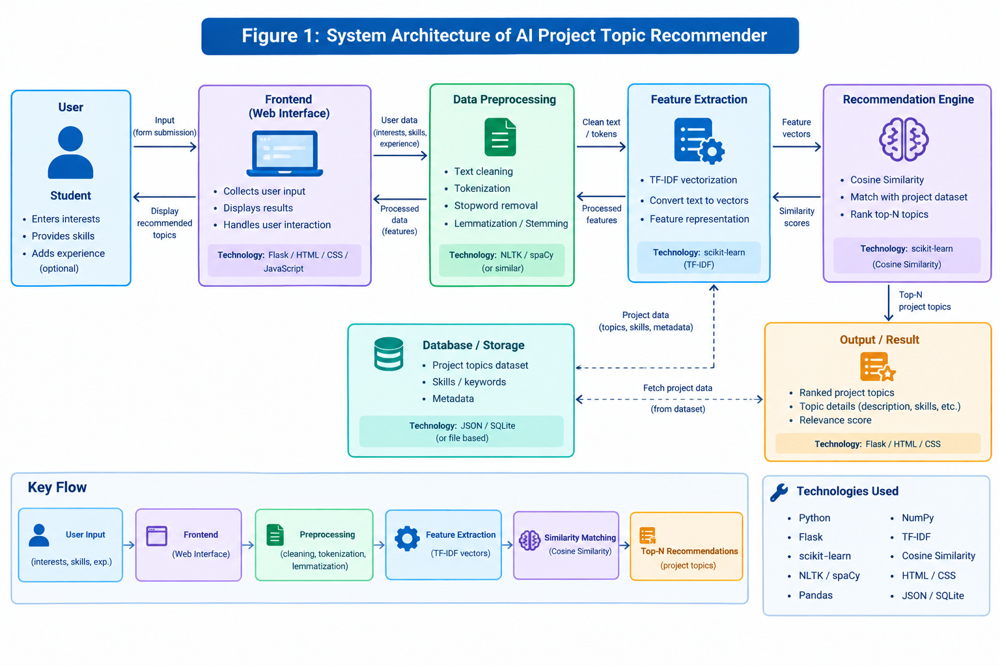 Figure 1: System Architecture of AI Project Topic Recommender
User
Student
• Enters interests
• Provides skills
• Adds experience
(optional)
Input
(form submission)
Display
recommended
topics
Frontend
(Web Interface)
• Collects user input
• Displays results
• Handles user interaction
Technology: Flask / HTML / CSS /
JavaScript
User data
(interests, skills,
experience)
Processed
data
(features)
Data Preprocessing
• Text cleaning
• Tokenization
• Stopword removal
• Lemmatization / Stemming
Technology: NLTK / spaCy
(or similar)
Clean text
/ tokens
Processed
features
Feature Extraction
• TF-IDF vectorization
• Convert text to vectors
• Feature representation
Technology: scikit-learn
(TF-IDF)
Feature
vectors
Similarity
scores
Recommendation Engine
• Cosine Similarity
• Match with project dataset
• Rank top-N topics
Technology: scikit-learn
(Cosine Similarity)
Top-N
project topics
Project data
(topics, skills, metadata)
Database / Storage
• Project topics dataset
• Skills / keywords
• Metadata
Technology: JSON / SQLite
(or file based)
Fetch project data
(from dataset)
Output / Result
• Ranked project topics
• Topic details (description, skills, etc.)
• Relevance score
Technology: Flask / HTML / CSS
Key Flow
User Input
(interests, skills, exp.)
Frontend
(Web Interface)
Preprocessing
(cleaning, tokenization,
lemmatization)
Feature Extraction
(TF-IDF vectors)
Similarity Matching
(Cosine Similarity)
Top-N Recommendations
(project topics)
Technologies Used
• Python
• Flask
• scikit-learn
• NLTK / spaCy
• Pandas
• NumPy
• TF-IDF
• Cosine Similarity
• HTML / CSS
• JSON / SQLite